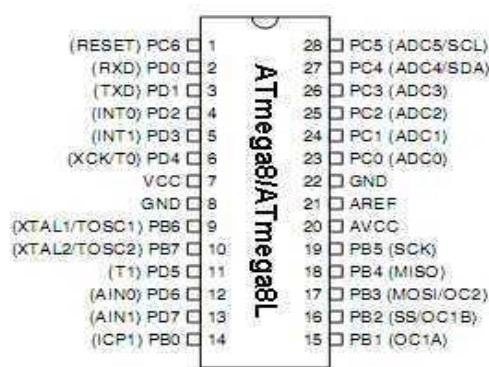 (RESET) PC6 1 28 PC5 (ADC5/SCL)
(RXD) PD0 2 27 PC4 (ADC4/SDA)
(TXD) PD1 3 26 PC3 (ADC3)
(INT0) PD2 4 25 PC2 (ADC2)
(INT1) PD3 5 24 PC1 (ADC1)
(XCK/T0) PD4 6 23 PC0 (ADC0)
VCC 7 22 GND
GND 8 21 AREF
(XTAL1/TOSC1) PB6 9 20 AVCC
(XTAL2/TOSC2) PB7 10 19 PB5 (SCK)
(T1) PD5 11 18 PB4 (MISO)
(AIN0) PD6 12 17 PB3 (MOSI/OC2)
(AIN1) PD7 13 16 PB2 (SS/OC1B)
(ICP1) PB0 14 15 PB1 (OC1A)
ATmega8/ATmega8L